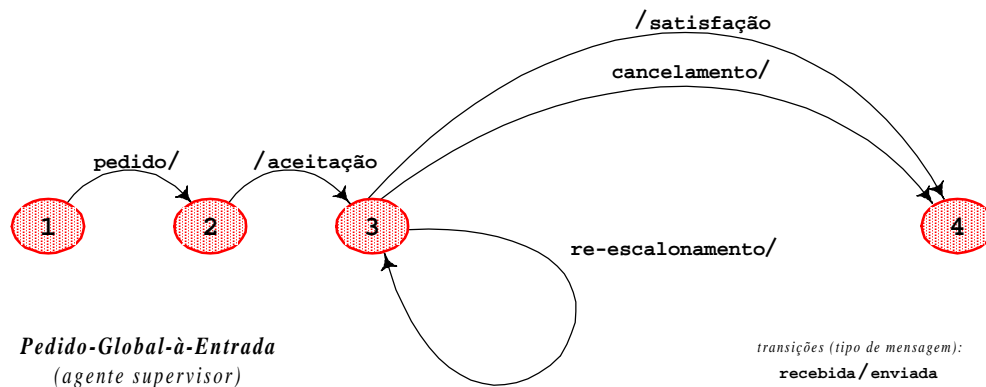 /satisfação
cancelamento/
pedido/
/aceitação
1
2
3
4
re-escalonamento/
Pedido-Global-à-Entrada
(agente supervisor)
transições (tipo de mensagem):
recebida/enviada